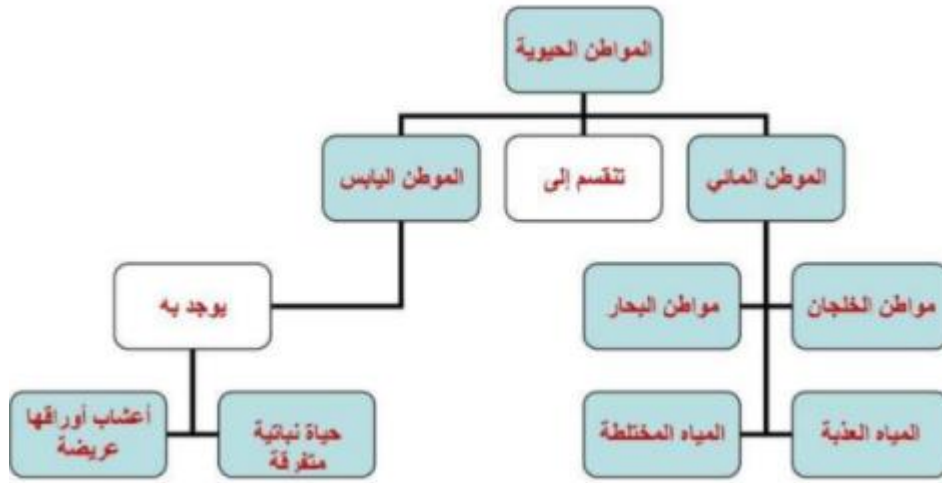 المواطن الحيوية
الموطن المائي
تنقسم إلى
الموطن اليابس
مواطن الخلجان
مواطن البحار
يوجد به
المياه العذبة
المياه المختلطة
حياة نباتية
متفرقة
أعشاب أوراقها
عريضة